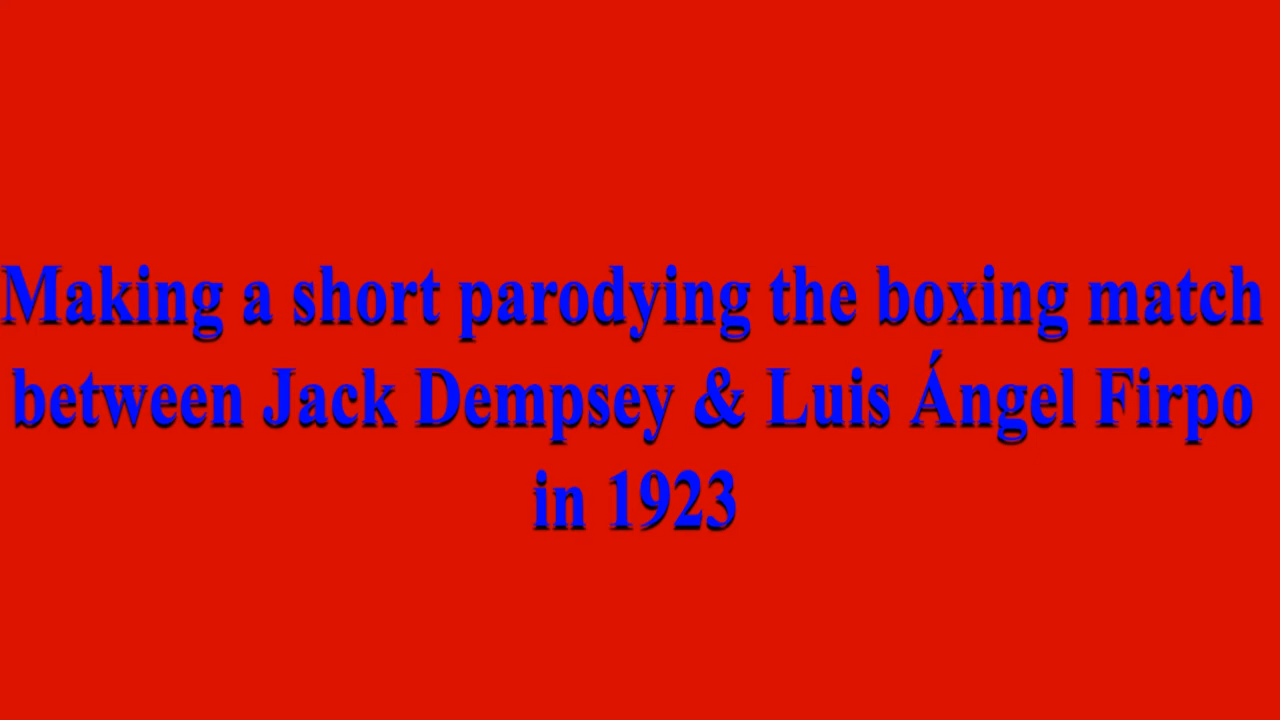 Making a short parodying the boxing match
between Jack Dempsey & Luis Ángel Firpo
in 1923